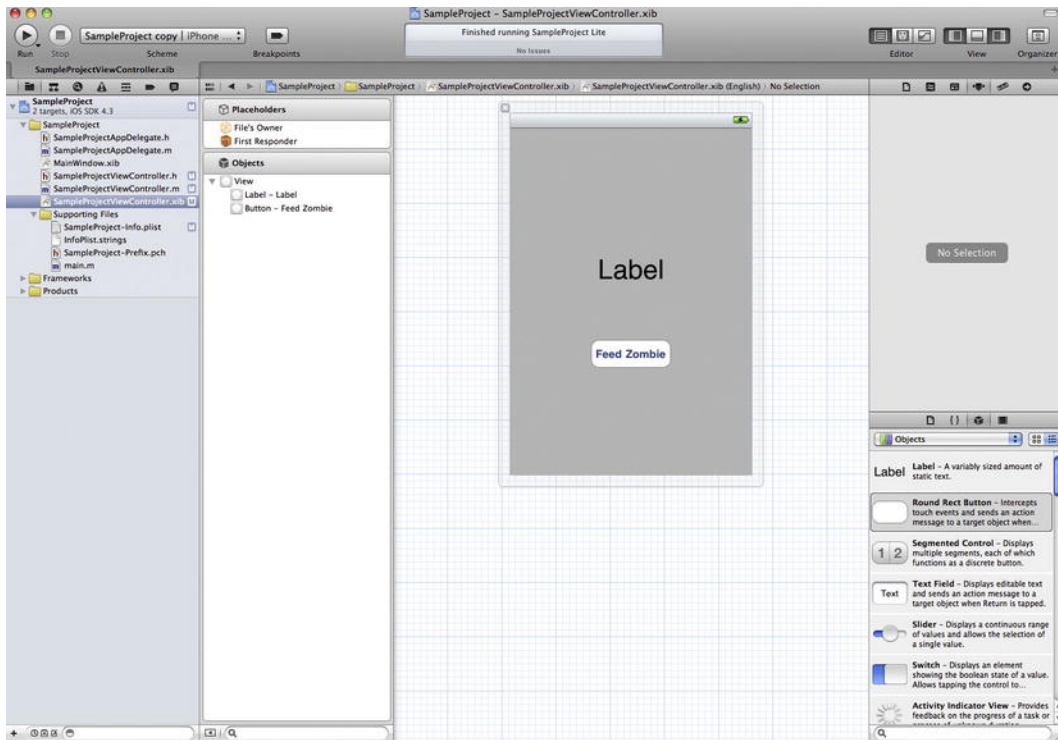 SampleProject - SampleProjectViewController.xib
SampleProject copy | iPhone ...
Finished running SampleProject Lite
No Issues
Run Stop Scheme Breakpoints
Editor View Organizer
SampleProjectViewController.xib
SampleProject SampleProject SampleProjectViewController.xib SampleProjectViewController.xib (English) No Selection
SampleProject
2 targets, iOS SDK 4.3
SampleProject
h SampleProjectAppDelegate.h
m SampleProjectAppDelegate.m
MainWindow.xib
h SampleProjectViewController.h
m SampleProjectViewController.m
SampleProjectViewController.xib M
Supporting Files
SampleProject-Info.plist
InfoPlist.strings
h SampleProject-Prefix.pch
m main.m
Frameworks
Products
Placeholders
File's Owner
First Responder
Objects
View
Label - Label
Button - Feed Zombie
Label
Feed Zombie
No Selection
{}
Objects
Label
Label - A variably sized amount of
static text.
Round Rect Button - Intercepts
touch events and sends an action
message to a target object when...
1 2
Segmented Control - Displays
multiple segments, each of which
functions as a discrete button.
Text
Text Field - Displays editable text
and sends an action message to a
target object when Return is tapped.
Slider - Displays a continuous range
of values and allows the selection of
a single value.
Switch - Displays an element
showing the boolean state of a value.
Allows tapping the control to...
Activity Indicator View - Provides
feedback on the progress of a task or